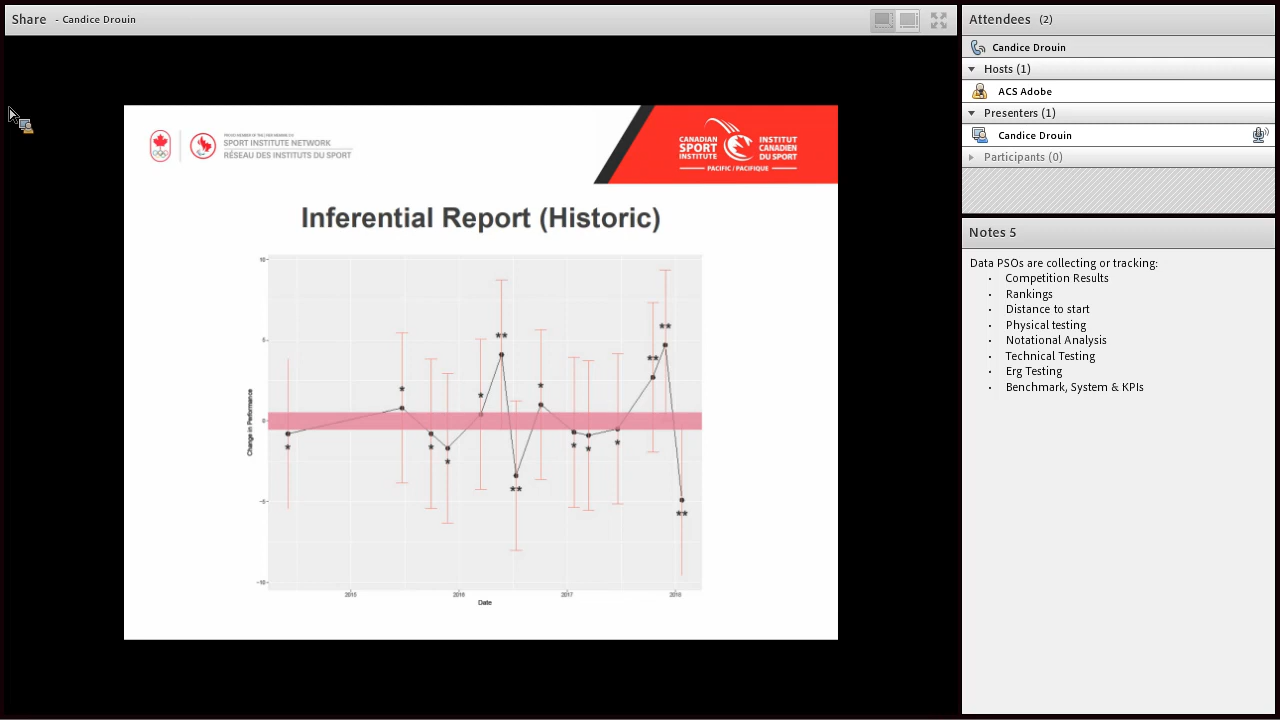 Share - Candice Drouin
PROUD MEMBER OF THE / FIER MEMBRE DU
SPORT INSTITUTE NETWORK
RÉSEAU DES INSTITUTS DU SPORT
CANADIAN SPORT INSTITUTE
INSTITUT CANADIEN DU SPORT
PACIFIC / PACIFIQUE
Inferential Report (Historic)
10
5
0
-5
-10
Change in Performance
2015 2016 2017 2018
Date
Attendees (2)
Candice Drouin
Hosts (1)
ACS Adobe
Presenters (1)
Candice Drouin
Participants (0)
Notes 5
Data PSOs are collecting or tracking:
• Competition Results
• Rankings
• Distance to start
• Physical testing
• Notational Analysis
• Technical Testing
• Erg Testing
• Benchmark, System & KPIs